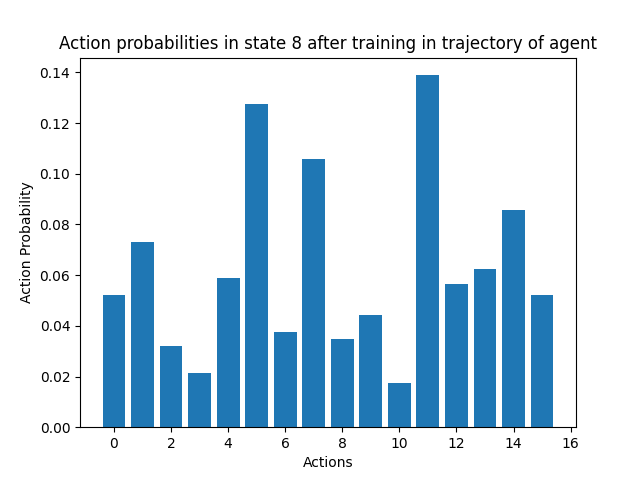 Action probabilities in state 8 after training in trajectory of agent
0.14
0.12
0.10
0.08
0.06
0.04
0.02
0.00
Action Probability
0 2 4 6 8 10 12 14 16
Actions